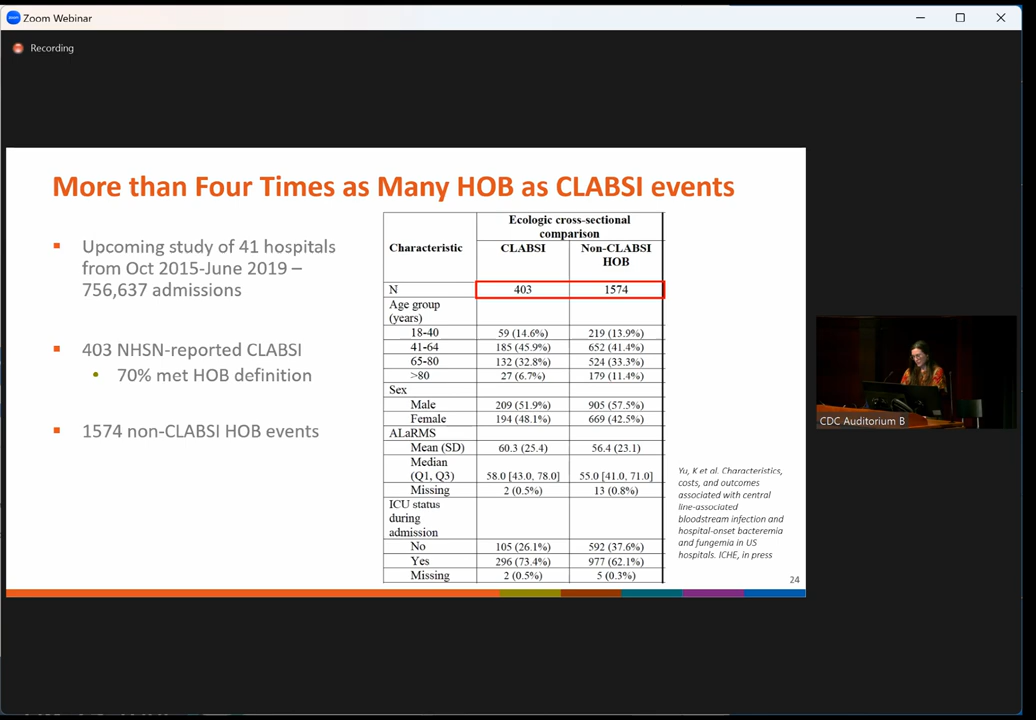 Zoom Webinar
Recording
More than Four Times as Many HOB as CLABSI events
Upcoming study of 41 hospitals
from Oct 2015-June 2019 –
756,637 admissions
403 NHSN-reported CLABSI
70% met HOB definition
1574 non-CLABSI HOB events
Ecologic cross-sectional
comparison
Characteristic CLABSI Non-CLABSI
HOB
N 403 1574
Age group
(years)
18-40 59 (14.6%) 219 (13.9%)
41-64 185 (45.9%) 652 (41.4%)
65-80 132 (32.8%) 524 (33.3%)
>80 27 (6.7%) 179 (11.4%)
Sex
Male 209 (51.9%) 905 (57.5%)
Female 194 (48.1%) 669 (42.5%)
ALaRMS
Mean (SD) 60.3 (25.4) 56.4 (23.1)
Median
(Q1, Q3) 58.0 [43.0, 78.0] 55.0 [41.0, 71.0]
Missing 2 (0.5%) 13 (0.8%)
ICU status
during
admission
No 105 (26.1%) 592 (37.6%)
Yes 296 (73.4%) 977 (62.1%)
Missing 2 (0.5%) 5 (0.3%)
Yu, K et al. Characteristics,
costs, and outcomes
associated with central
line-associated
bloodstream infection and
hospital-onset bacteremia
and fungemia in US
hospitals. ICHE, in press
24
CDC Auditorium B